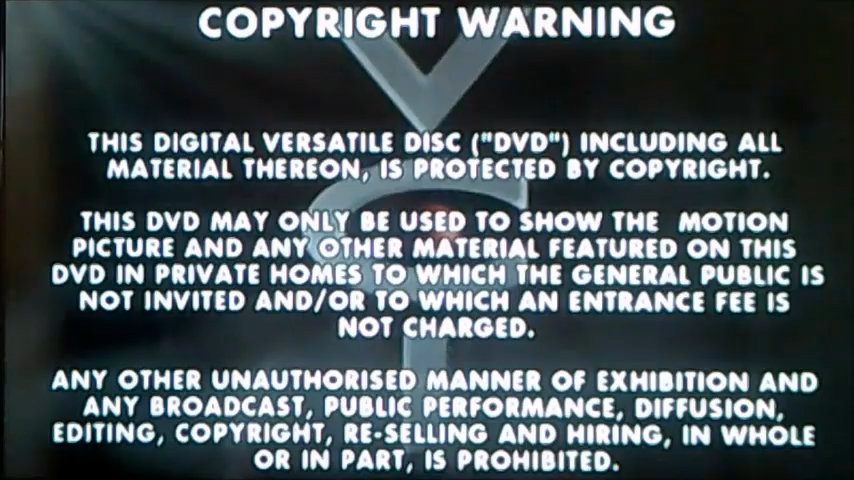 COPYRIGHT WARNING
THIS DIGITAL VERSATILE DISC ("DVD") INCLUDING ALL
MATERIAL THEREON, IS PROTECTED BY COPYRIGHT.
THIS DVD MAY ONLY BE USED TO SHOW THE MOTION
PICTURE AND ANY OTHER MATERIAL FEATURED ON THIS
DVD IN PRIVATE HOMES TO WHICH THE GENERAL PUBLIC IS
NOT INVITED AND/OR TO WHICH AN ENTRANCE FEE IS
NOT CHARGED.
ANY OTHER UNAUTHORISED MANNER OF EXHIBITION AND
ANY BROADCAST, PUBLIC PERFORMANCE, DIFFUSION,
EDITING, COPYRIGHT, RE-SELLING AND HIRING, IN WHOLE
OR IN PART, IS PROHIBITED.